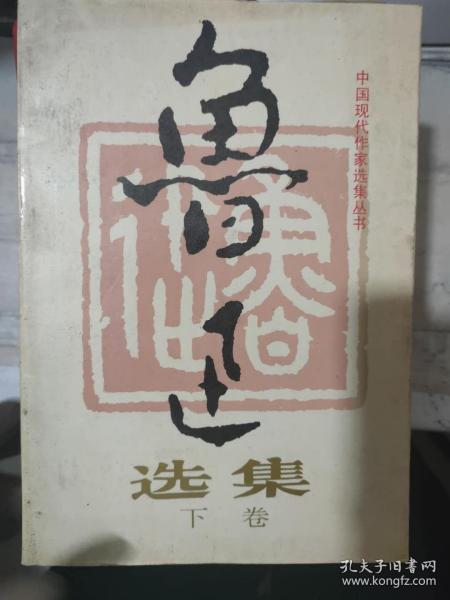 魯迅
中国现代作家选集丛书
选集
下卷
孔夫子旧书网
www.kongfz.com